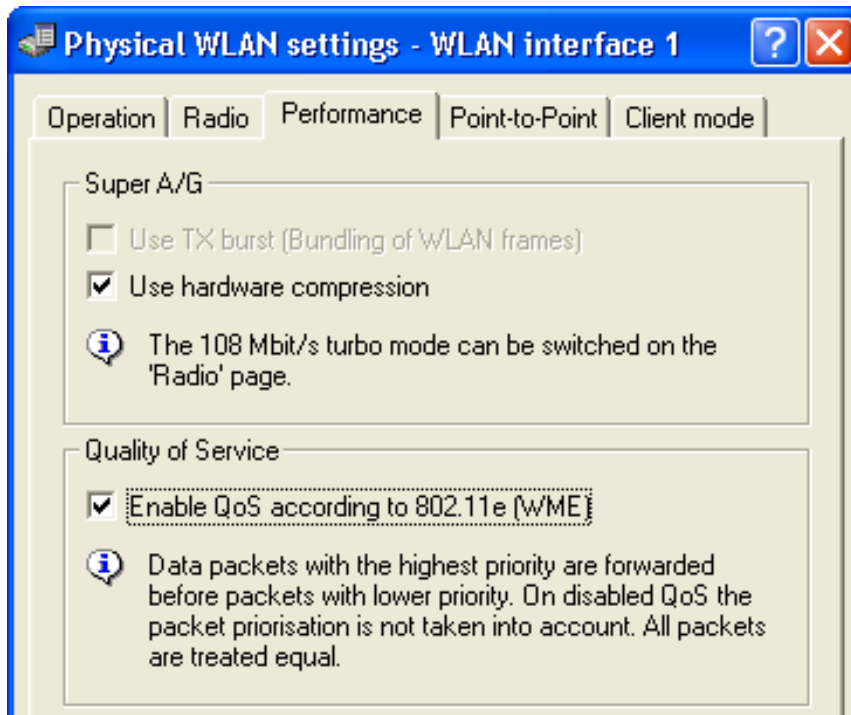 Physical WLAN settings - WLAN interface 1
Operation Radio Performance Point-to-Point Client mode
Super A/G
Use TX burst (Bundling of WLAN frames)
Use hardware compression
The 108 Mbit/s turbo mode can be switched on the
'Radio' page.
Quality of Service
Enable QoS according to 802.11e (WME)
Data packets with the highest priority are forwarded
before packets with lower priority. On disabled QoS the
packet priorisation is not taken into account. All packets
are treated equal.